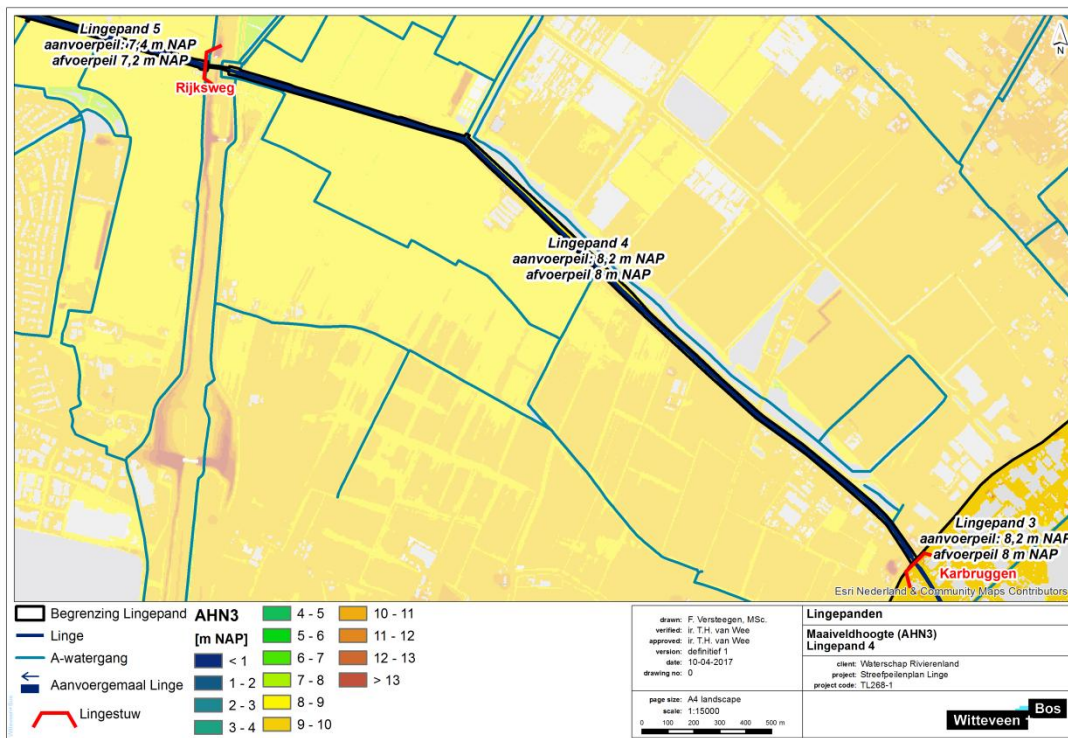 Lingepand 5
aanvoerpeil: 7,4 m NAP
afvoerpeil 7,2 m NAP
Rijksweg
N
Lingepand 4
aanvoerpeil: 8,2 m NAP
afvoerpeil 8 m NAP
Lingepand 3
aanvoerpeil: 8,2 m NAP
afvoerpeil 8 m NAP
Karbruggen
Esri Nederland & Community Maps Contributors
Begrenzing Lingepand
Linge
A-watergang
Aanvoergemaal Linge
Lingestuw
AHN3
[m NAP]
< 1
1 - 2
2 - 3
3 - 4
4 - 5
5 - 6
6 - 7
7 - 8
8 - 9
9 - 10
10 - 11
11 - 12
12 - 13
> 13
drawn: F. Versteegen, MSc.
verified: ir. T.H. van Wee
approved: ir. T.H. van Wee
version: definitief 1
date: 10-04-2017
drawing no: 0
page size: A4 landscape
scale: 1:15000
0 100 200 300 400 500 m
Lingepanden
Maaiveldhoogte (AHN3)
Lingepand 4
client: Waterschap Rivierenland
project: Streefpeilenplan Linge
project code: TL268-1
Witteveen Bos